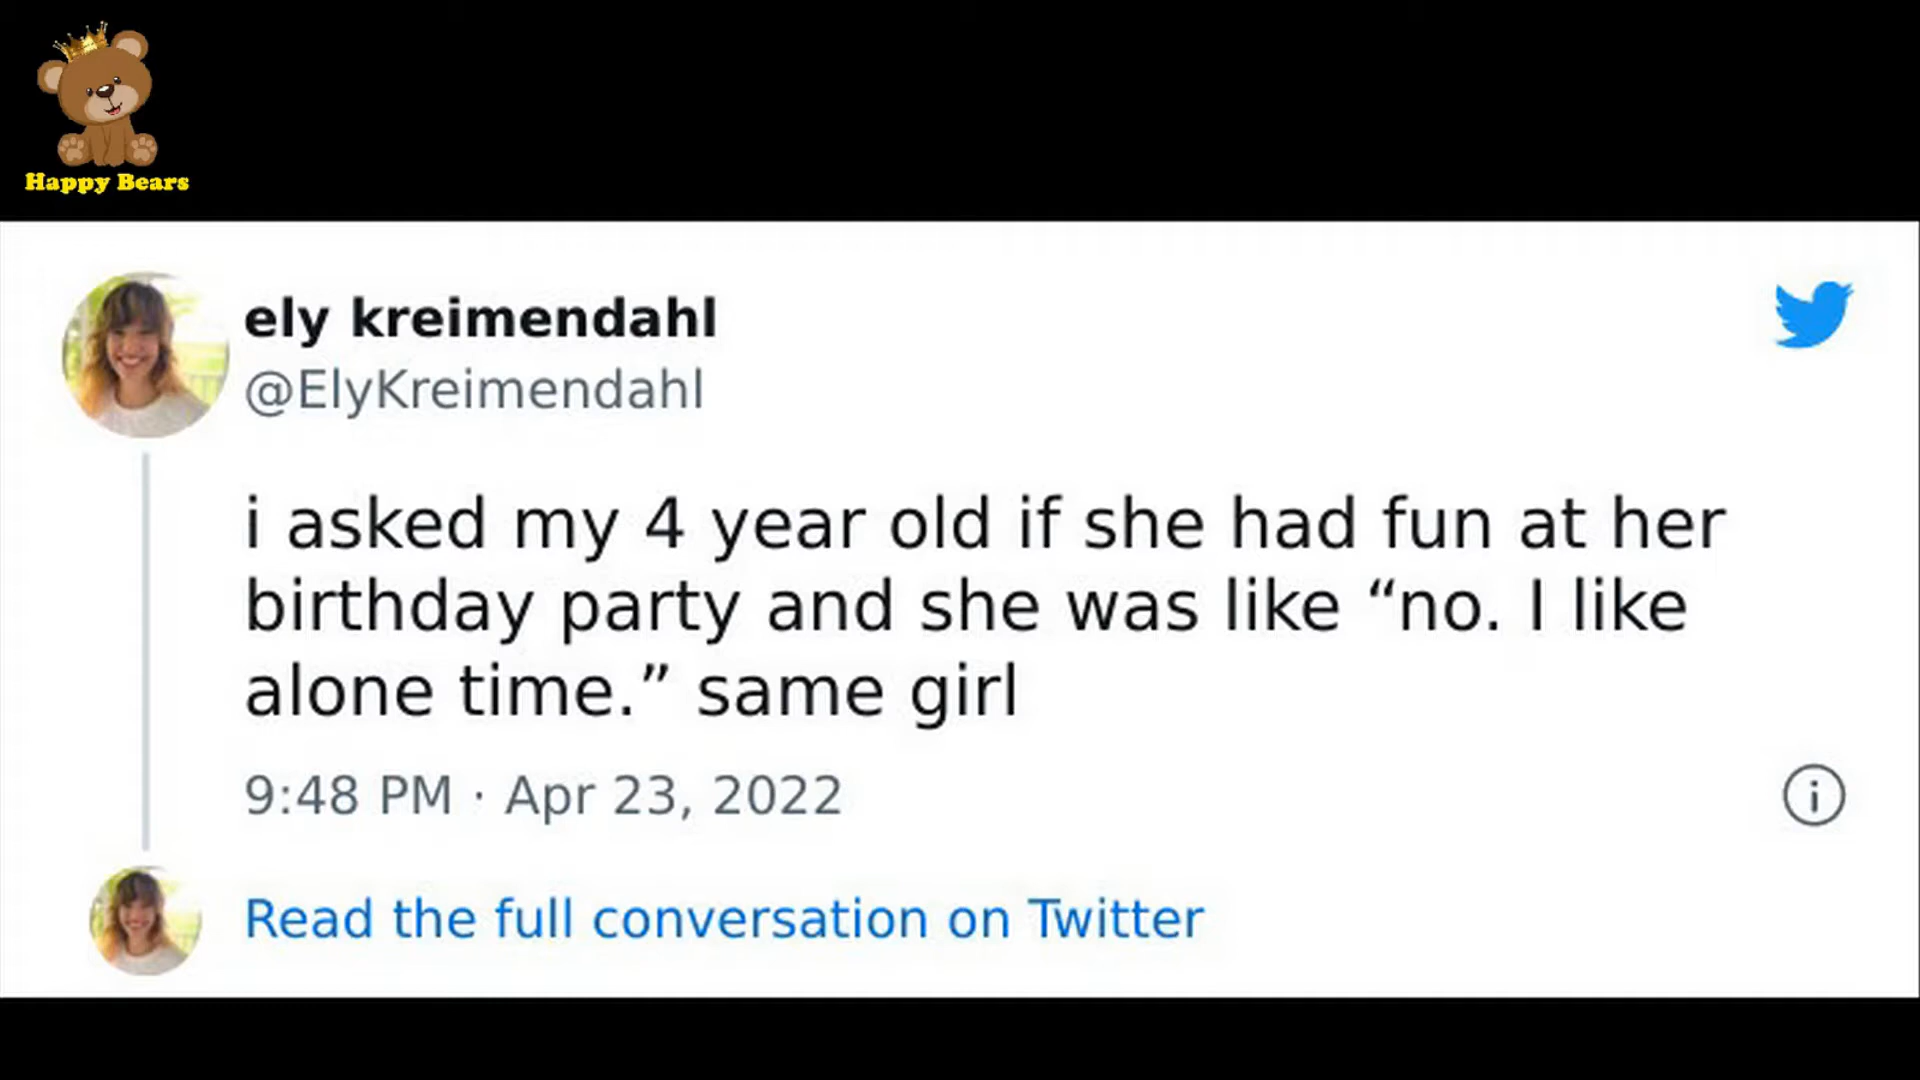 Happy Bears
ely kreimendahl
@ElyKreimendahl
i asked my 4 year old if she had fun at her
birthday party and she was like “no. I like
alone time.” same girl
9:48 PM · Apr 23, 2022
Read the full conversation on Twitter